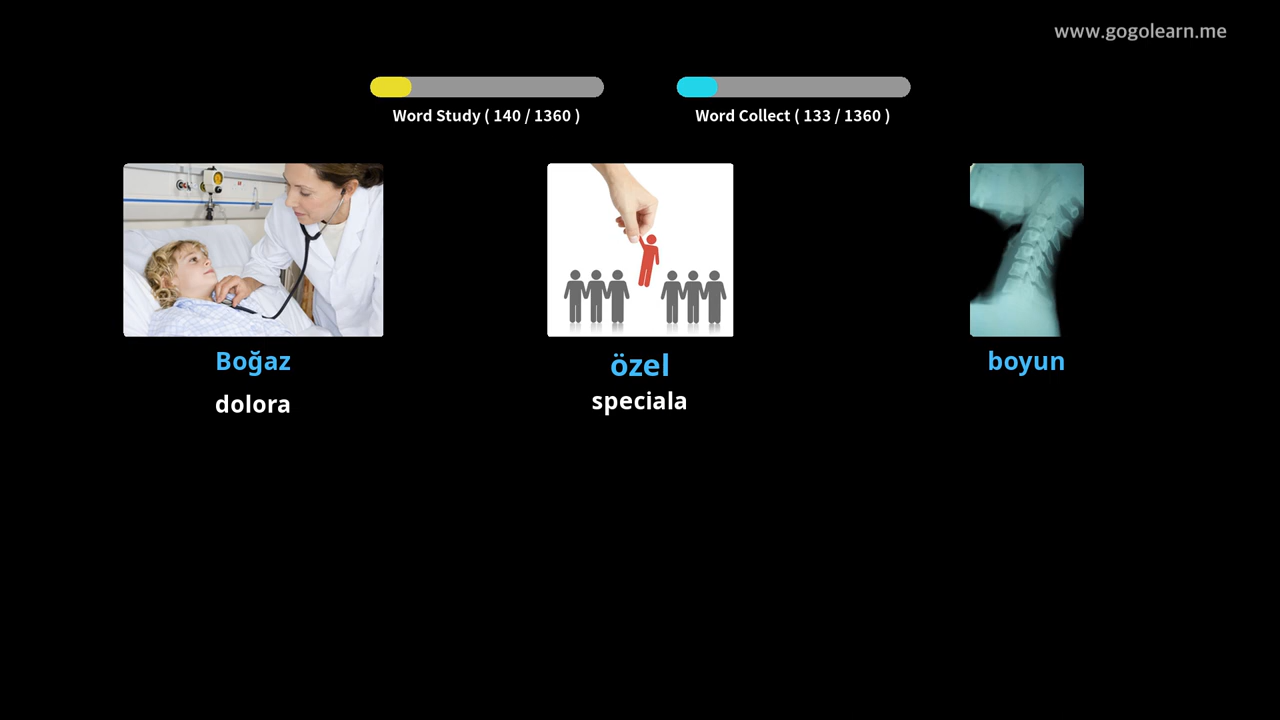 www.gogolearn.me
Word Study ( 140 / 1360 )
Word Collect ( 133 / 1360 )
Boğaz
dolora
özel
speciala
boyun